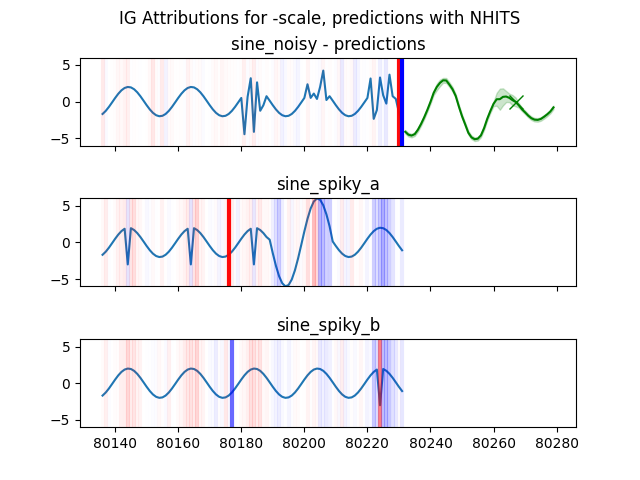 IG Attributions for -scale, predictions with NHITS
sine_noisy - predictions
5
0
−5
sine_spiky_a
5
0
−5
sine_spiky_b
5
0
−5
80140 80160 80180 80200 80220 80240 80260 80280